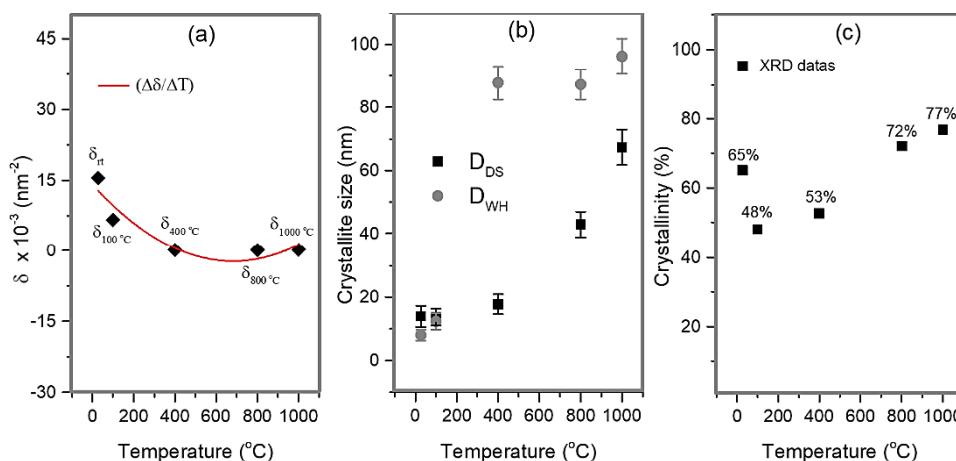 (a)
45
30
15
0
-15
-30
δ x 10⁻³ (nm⁻²)
(Δδ/ΔT)
δrt
δ100 °C
δ400 °C
δ800 °C
δ1000 °C
0 200 400 600 800 1000
Temperature (°C)
(b)
100
80
60
40
20
0
Crystallite size (nm)
D_DS
D_WH
0 200 400 600 800 1000
Temperature (°C)
(c)
100
80
60
40
20
Crystallinity (%)
XRD datas
65%
48%
53%
72%
77%
0 200 400 600 800 1000
Temperature (°C)